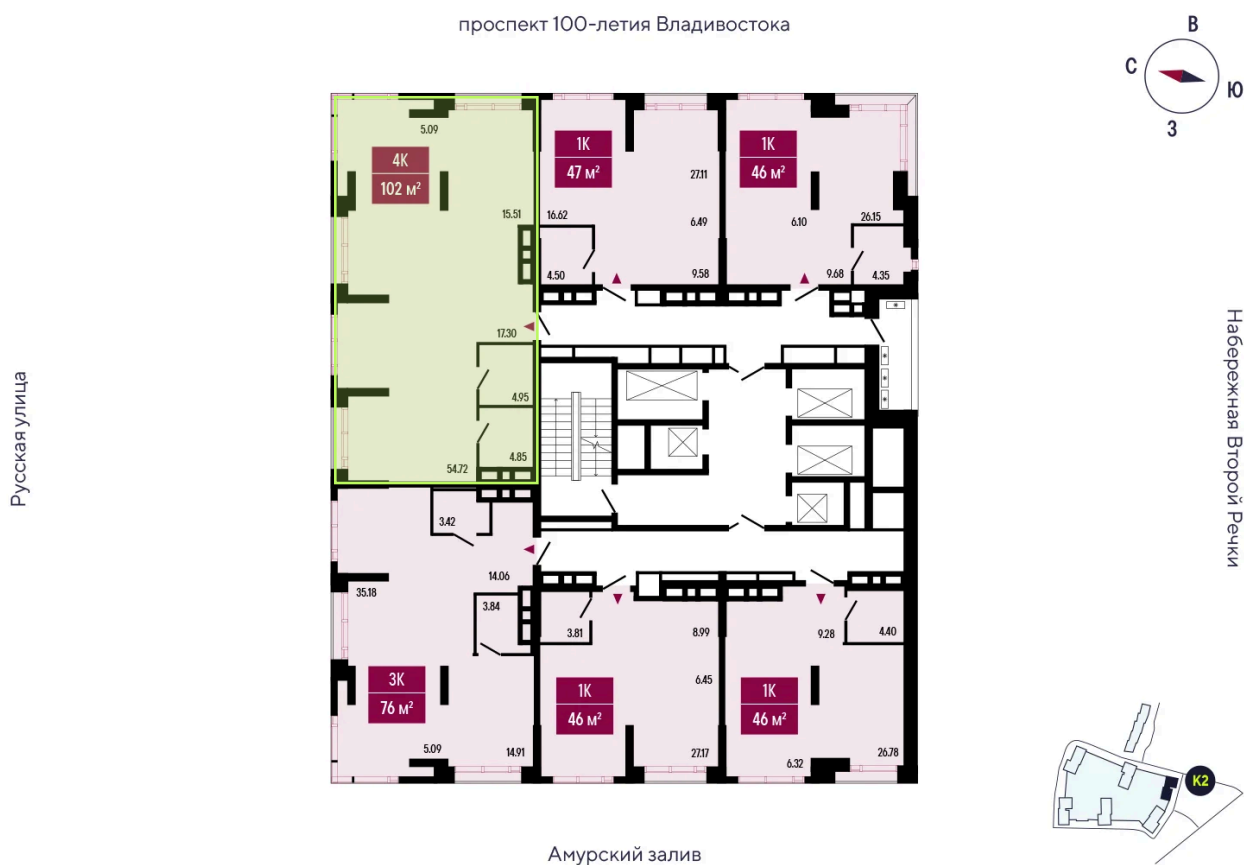 проспект 100-летия Владивостока
В
С
Ю
З
5.09
4К
102 м²
15.51
17.30
4.95
4.85
54.72
1К
47 м²
27.11
16.62
6.49
4.50
9.58
1К
46 м²
6.10
26.15
9.68
4.35
Русская улица
Набережная Второй Речки
3.42
14.06
35.18
3.84
3К
76 м²
5.09
14.91
3.81
8.99
6.45
1К
46 м²
27.17
9.28
4.40
1К
46 м²
26.78
6.32
К2
Амурский залив